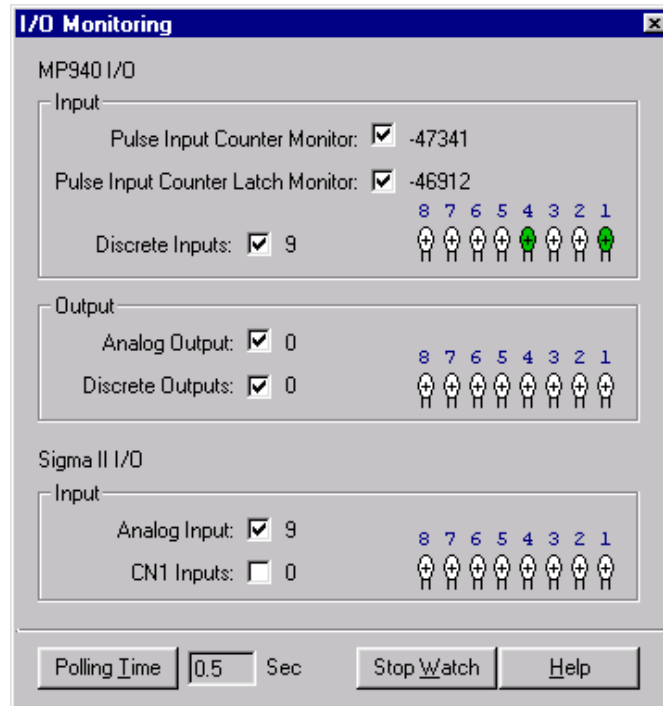 I/O Monitoring
MP940 I/O
Input
Pulse Input Counter Monitor: -47341
Pulse Input Counter Latch Monitor: -46912
8 7 6 5 4 3 2 1
Discrete Inputs: 9
Output
Analog Output: 0
8 7 6 5 4 3 2 1
Discrete Outputs: 0
Sigma II I/O
Input
Analog Input: 9
8 7 6 5 4 3 2 1
CN1 Inputs: 0
Polling Time 0.5 Sec Stop Watch Help